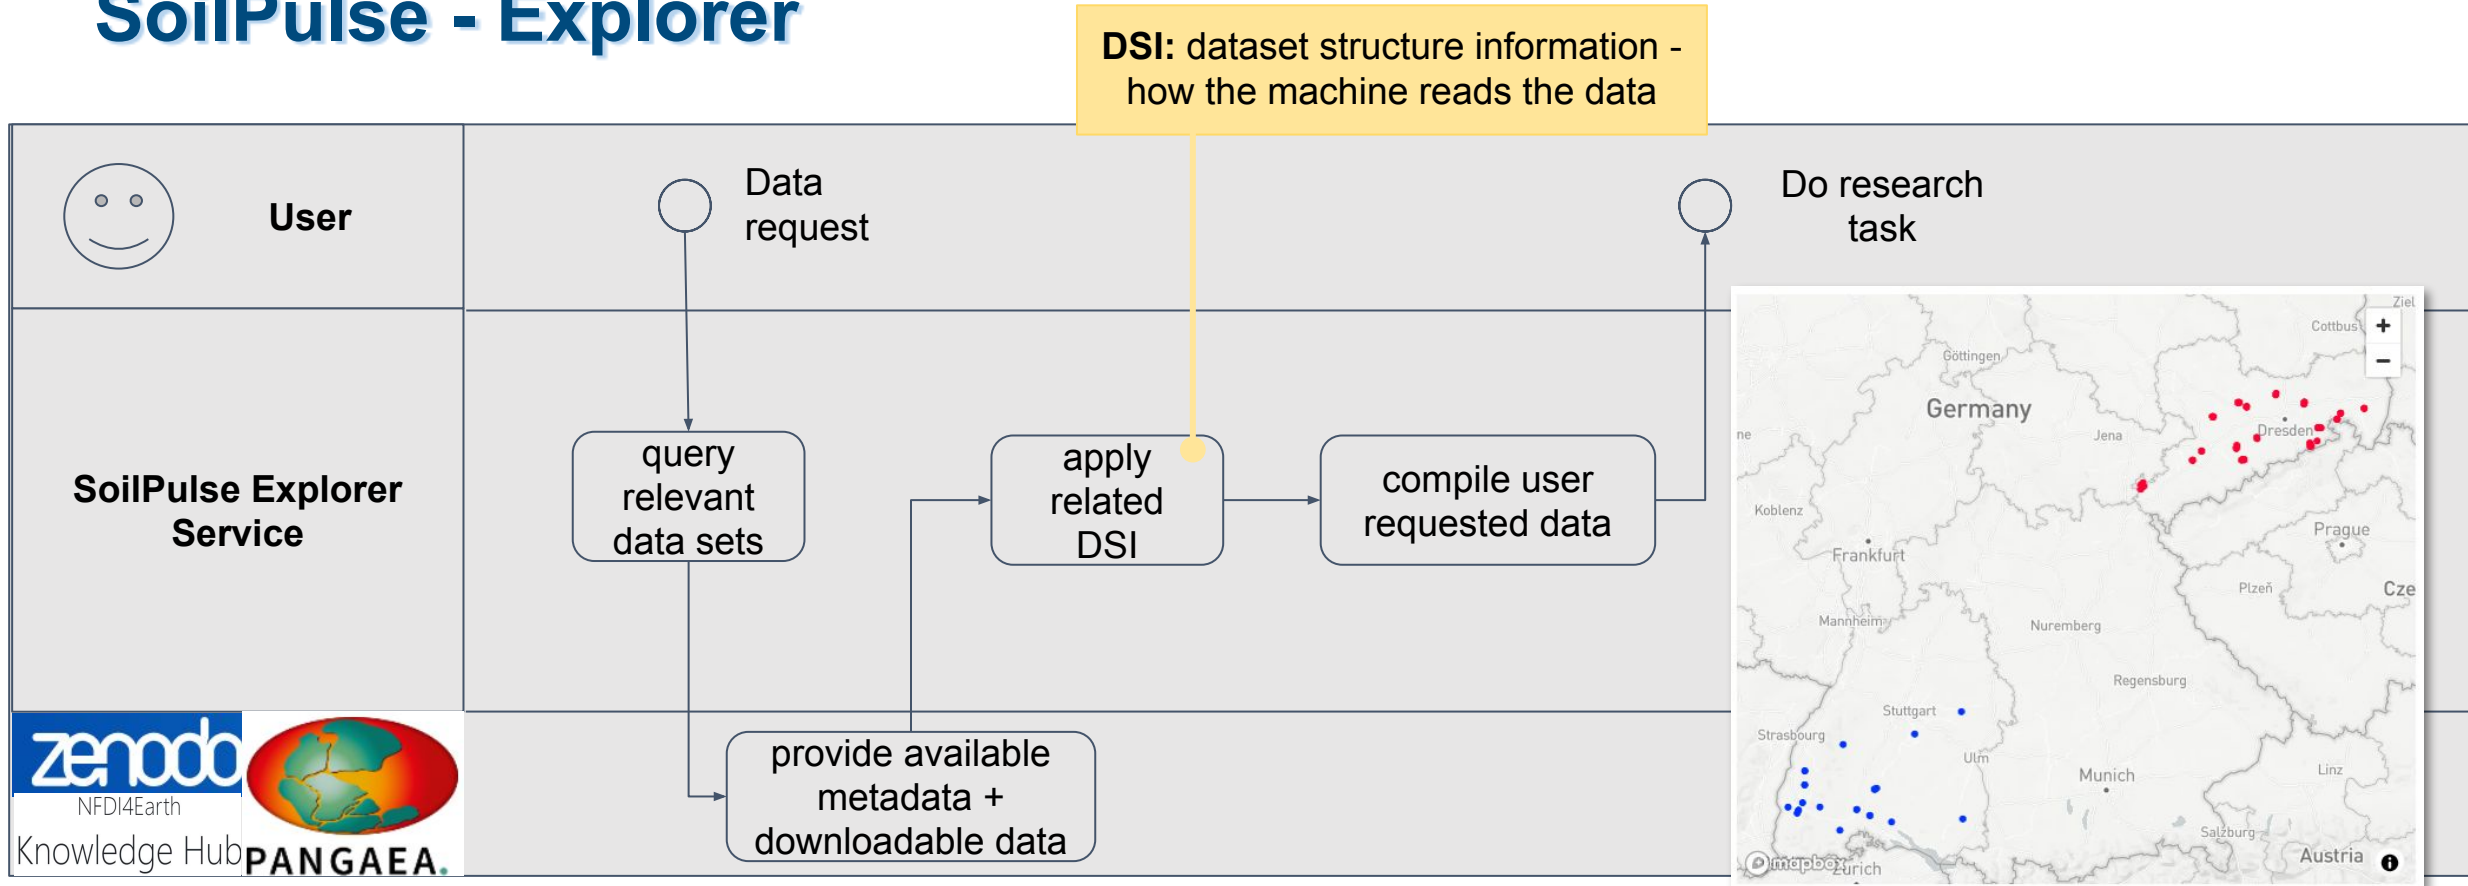 SoilPulse - Explorer
DSI: dataset structure information -
how the machine reads the data
User
Data
request
Do research
task
SoilPulse Explorer
Service
query
relevant
data sets
apply
related
DSI
compile user
requested data
zenodo
NFDI4Earth
Knowledge Hub
PANGAEA.
provide available
metadata +
downloadable data
Ziel
Cottbus
+
−
Göttingen
Germany
ne
Jena
Dresden
Koblenz
Frankfurt
Prague
Plzeň
Cze
Mannheim
Nuremberg
Regensburg
Stuttgart
Strasbourg
Ulm
Munich
Linz
Salzburg
Austria
mapbox
Zurich
i